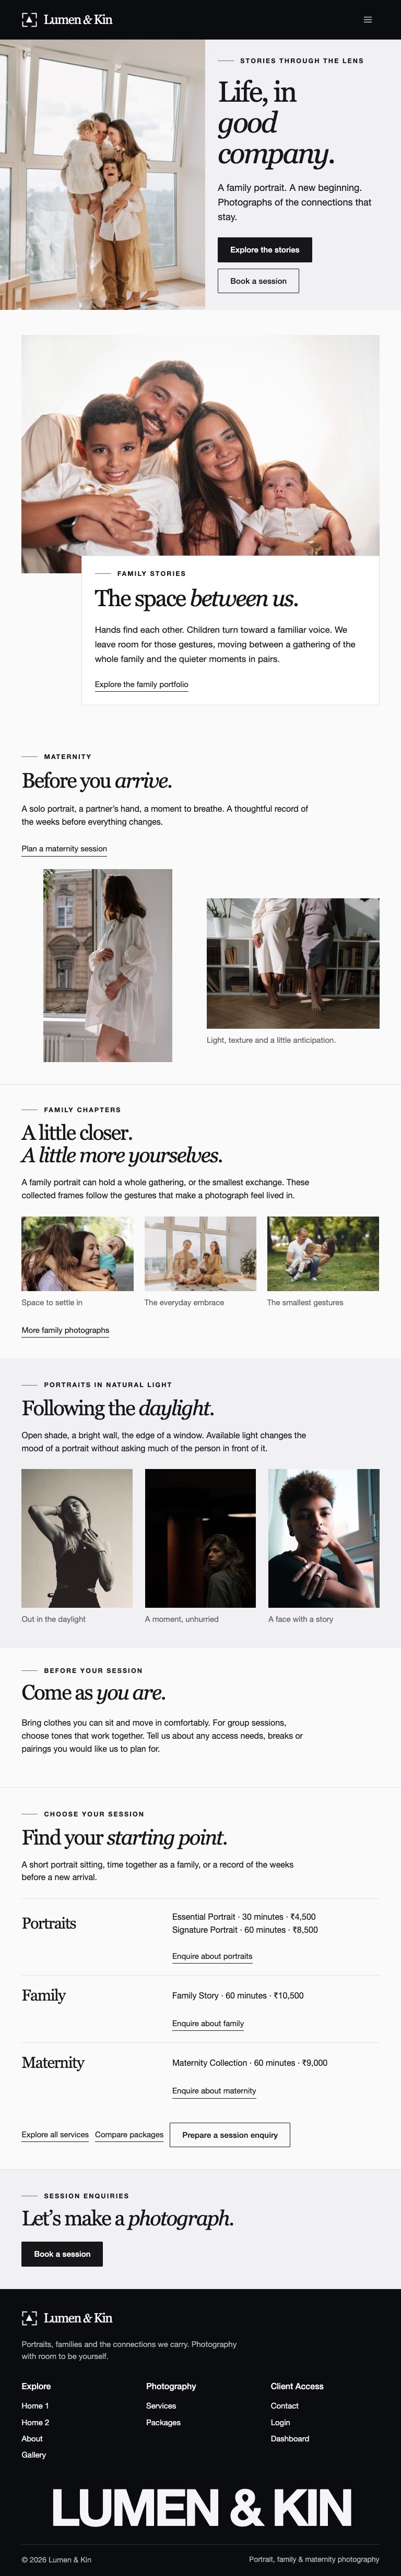 Lumen & Kin
STORIES THROUGH THE LENS
Life, in
good
company.
A family portrait. A new beginning.
Photographs of the connections that
stay.
Explore the stories
Book a session
FAMILY STORIES
The space between us.
Hands find each other. Children turn toward a familiar voice. We
leave room for those gestures, moving between a gathering of the
whole family and the quieter moments in pairs.
Explore the family portfolio
MATERNITY
Before you arrive.
A solo portrait, a partner’s hand, a moment to breathe. A thoughtful record of
the weeks before everything changes.
Plan a maternity session
Light, texture and a little anticipation.
FAMILY CHAPTERS
A little closer.
A little more yourselves.
A family portrait can hold a whole gathering, or the smallest exchange. These
collected frames follow the gestures that make a photograph feel lived in.
Space to settle in
The everyday embrace
The smallest gestures
More family photographs
PORTRAITS IN NATURAL LIGHT
Following the daylight.
Open shade, a bright wall, the edge of a window. Available light changes the
mood of a portrait without asking much of the person in front of it.
Out in the daylight
A moment, unhurried
A face with a story
BEFORE YOUR SESSION
Come as you are.
Bring clothes you can sit and move in comfortably. For group sessions,
choose tones that work together. Tell us about any access needs, breaks or
pairings you would like us to plan for.
CHOOSE YOUR SESSION
Find your starting point.
A short portrait sitting, time together as a family, or a record of the weeks
before a new arrival.
Portraits
Essential Portrait · 30 minutes · ₹4,500
Signature Portrait · 60 minutes · ₹8,500
Enquire about portraits
Family
Family Story · 60 minutes · ₹10,500
Enquire about family
Maternity
Maternity Collection · 60 minutes · ₹9,000
Enquire about maternity
Explore all services
Compare packages
Prepare a session enquiry
SESSION ENQUIRIES
Let’s make a photograph.
Book a session
Lumen & Kin
Portraits, families and the connections we carry. Photography
with room to be yourself.
Explore
Home 1
Home 2
About
Gallery
Photography
Services
Packages
Client Access
Contact
Login
Dashboard
LUMEN & KIN
© 2026 Lumen & Kin
Portrait, family & maternity photography